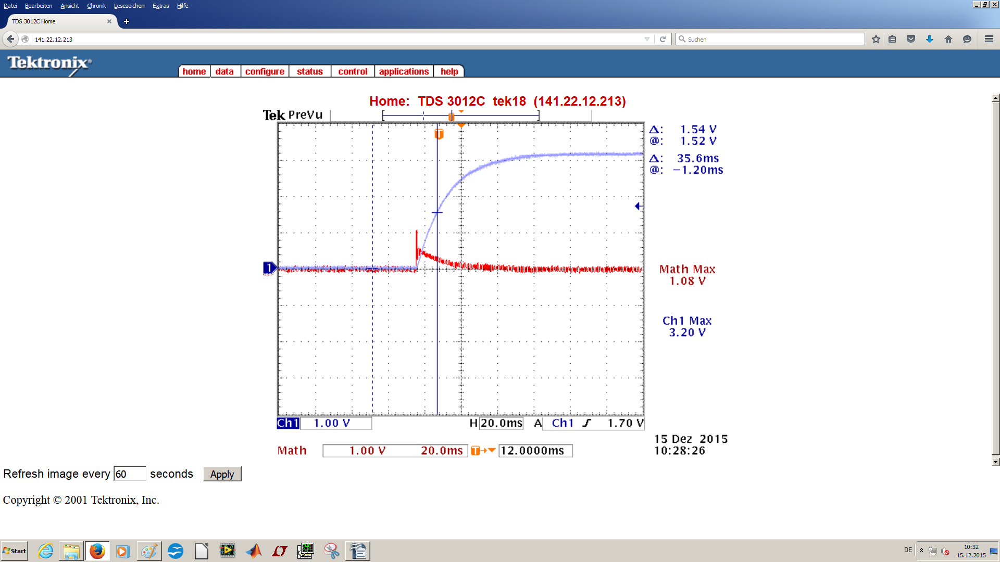 Datei Bearbeiten Ansicht Chronik Lesezeichen Extras Hilfe
TDS 3012C Home
141.22.12.213
Suchen
Tektronix
home data configure status control applications help
Home: TDS 3012C tek18 (141.22.12.213)
Tek PreVu
T
T
Δ: 1.54 V
@: 1.52 V
Δ: 35.6ms
@: −1.20ms
1
Math Max
1.08 V
Ch1 Max
3.20 V
Ch1 1.00 V H 20.0ms A Ch1 1.70 V
Math 1.00 V 20.0ms T 12.0000ms
15 Dez 2015
10:28:26
Refresh image every 60 seconds Apply
Copyright © 2001 Tektronix, Inc.
Start
DE
10:32
15.12.2015